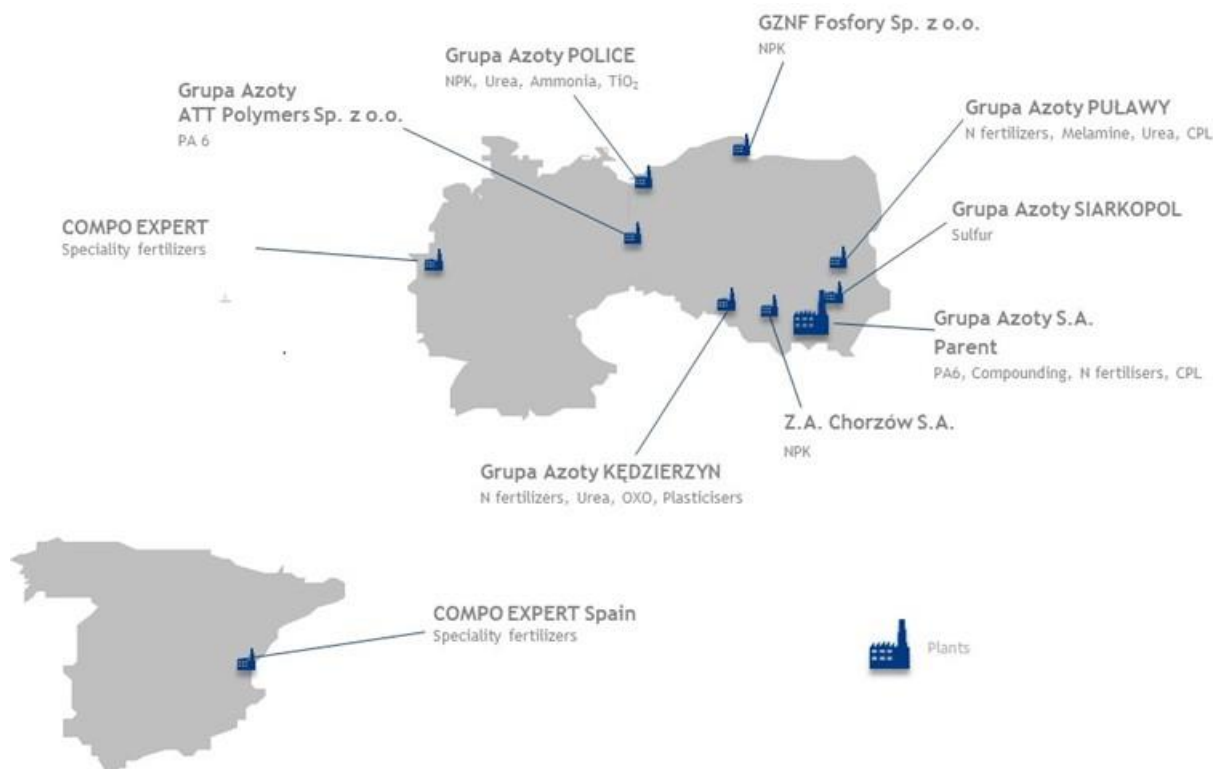 GZNF Fosfory Sp. z o.o.
NPK
Grupa Azoty POLICE
NPK, Urea, Ammonia, TiO₂
Grupa Azoty
ATT Polymers Sp. z o.o.
PA 6
Grupa Azoty PULAWY
N fertilizers, Melamine, Urea, CPL
COMPO EXPERT
Speciality fertilizers
Grupa Azoty SIARKOPOL
Sulfur
Grupa Azoty S.A.
Parent
PA6, Compounding, N fertilisers, CPL
Z.A. Chorzów S.A.
NPK
Grupa Azoty KĘDZIERZYN
N fertilizers, Urea, OXO, Plasticisers
COMPO EXPERT Spain
Speciality fertilizers
Plants